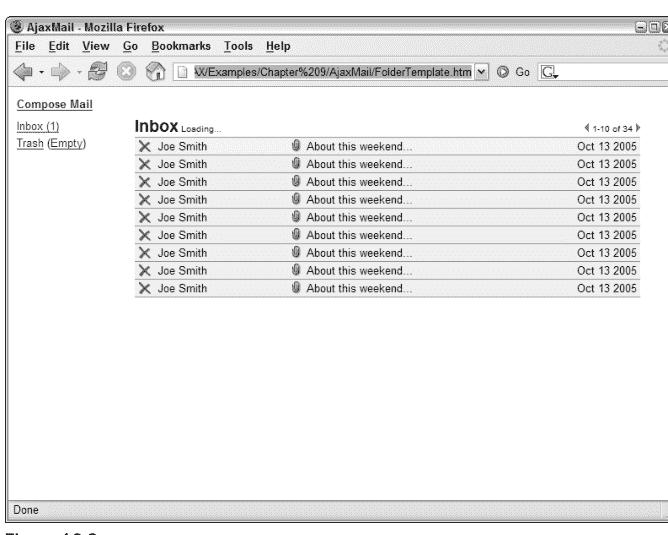 AjaxMail - Mozilla Firefox
File Edit View Go Bookmarks Tools Help
X/Examples/Chapter%209/AjaxMail/FolderTemplate.htm Go G
Compose Mail
Inbox (1)
Trash (Empty)
Inbox Loading... 1-10 of 34
Joe Smith About this weekend... Oct 13 2005
Joe Smith About this weekend... Oct 13 2005
Joe Smith About this weekend... Oct 13 2005
Joe Smith About this weekend... Oct 13 2005
Joe Smith About this weekend... Oct 13 2005
Joe Smith About this weekend... Oct 13 2005
Joe Smith About this weekend... Oct 13 2005
Joe Smith About this weekend... Oct 13 2005
Joe Smith About this weekend... Oct 13 2005
Done